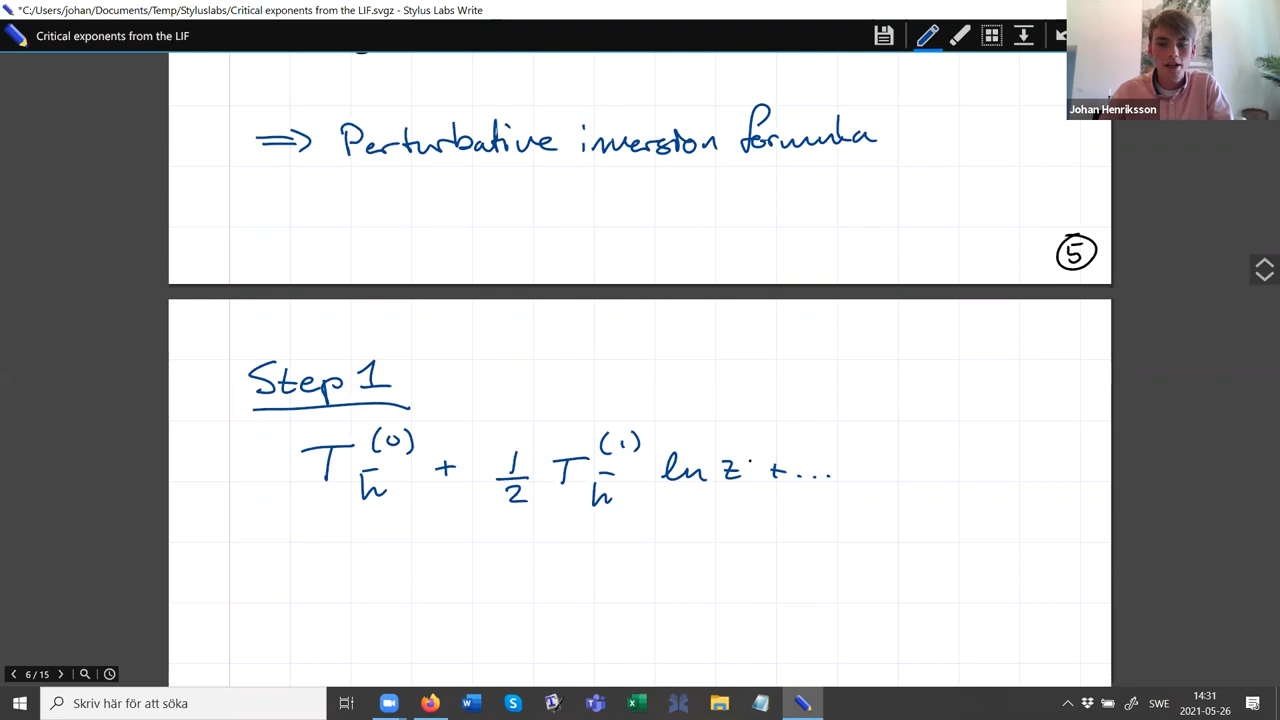 *C:/Users/johan/Documents/Temp/Styluslabs/Critical exponents from the LIF.svgz - Stylus Labs Write
Critical exponents from the LIF
Johan Henriksson
⟹ Perturbative inversion formula
5
Step 1
T_h̄^(0) + 1/2 T_h̄^(1) ln z + ...
6 / 15
Skriv här för att söka
SWE
14:31
2021-05-26